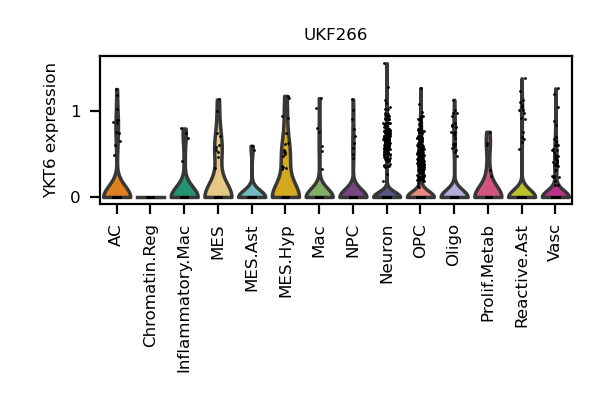 UKF266
YKT6 expression
1
0
AC
Chromatin.Reg
Inflammatory.Mac
MES
MES.Ast
MES.Hyp
Mac
NPC
Neuron
OPC
Oligo
Prolif.Metab
Reactive.Ast
Vasc